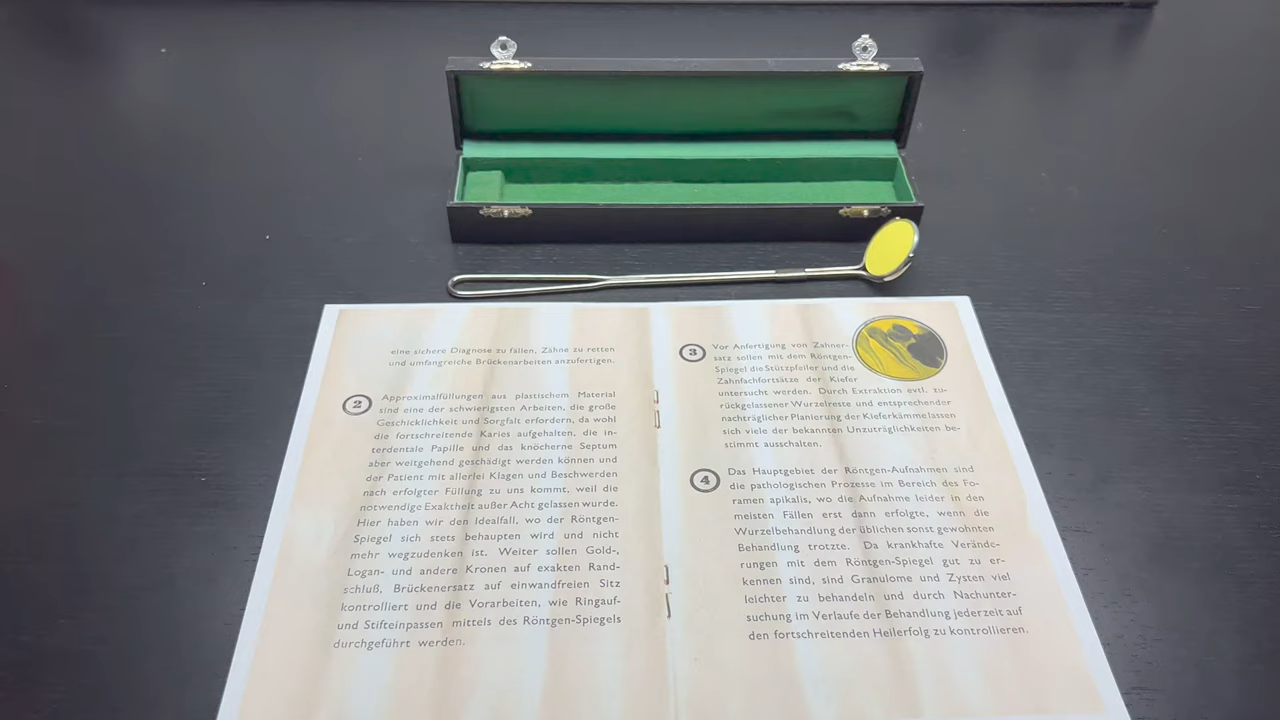 eine sichere Diagnose zu fällen, Zähne zu retten
und umfangreiche Brückenarbeiten anzufertigen.
2
Approximalfüllungen aus plastischem Material
sind eine der schwierigsten Arbeiten, die große
Geschicklichkeit und Sorgfalt erfordern, da wohl
die fortschreitende Karies aufgehalten, die in-
terdentale Papille und das knöcherne Septum
aber weitgehend geschädigt werden können und
der Patient mit allerlei Klagen und Beschwerden
nach erfolgter Füllung zu uns kommt, weil die
notwendige Exaktheit außer Acht gelassen wurde.
Hier haben wir den Idealfall, wo der Röntgen-
Spiegel sich stets behaupten wird und nicht
mehr wegzudenken ist. Weiter sollen Gold-,
Logan- und andere Kronen auf exakten Rand-
schluß, Brückenersatz auf einwandfreien Sitz
kontrolliert und die Vorarbeiten, wie Ringauf-
und Stifteinpassen mittels des Röntgen-Spiegels
durchgeführt werden.
3
Vor Anfertigung von Zahner-
satz sollen mit dem Röntgen-
Spiegel die Stützpfeiler und die
Zahnfachfortsätze der Kiefer
untersucht werden. Durch Extraktion evtl. zu-
rückgelassener Wurzelreste und entsprechender
nachträglicher Planierung der Kieferkämme lassen
sich viele der bekannten Unzuträglichkeiten be-
stimmt ausschalten.
4
Das Hauptgebiet der Röntgen-Aufnahmen sind
die pathologischen Prozesse im Bereich des Fo-
ramen apikalis, wo die Aufnahme leider in den
meisten Fällen erst dann erfolgte, wenn die
Wurzelbehandlung der üblichen sonst gewohnten
Behandlung trotzte. Da krankhafte Verände-
rungen mit dem Röntgen-Spiegel gut zu er-
kennen sind, sind Granulome und Zysten viel
leichter zu behandeln und durch Nachunter-
suchung im Verlaufe der Behandlung jederzeit auf
den fortschreitenden Heilerfolg zu kontrollieren.